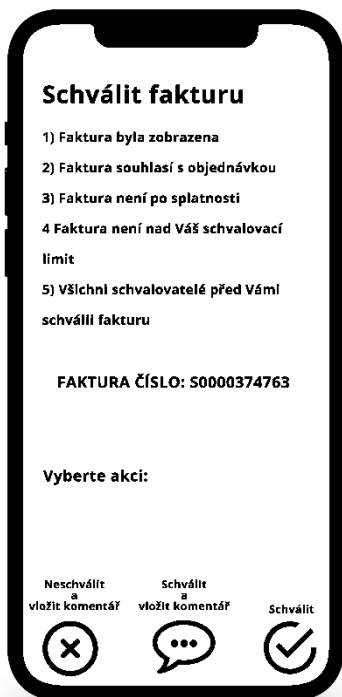 Schválit fakturu
1) Faktura byla zobrazena
2) Faktura souhlasí s objednávkou
3) Faktura není po splatnosti
4 Faktura není nad Váš schvalovací
limit
5) Všichni schvalovatelé před Vámi
schválii fakturu
FAKTURA ČÍSLO: S0000374763
Vyberte akci:
Neschválit
a
vložit komentář
Schválit
a
vložit komentář
Schválit